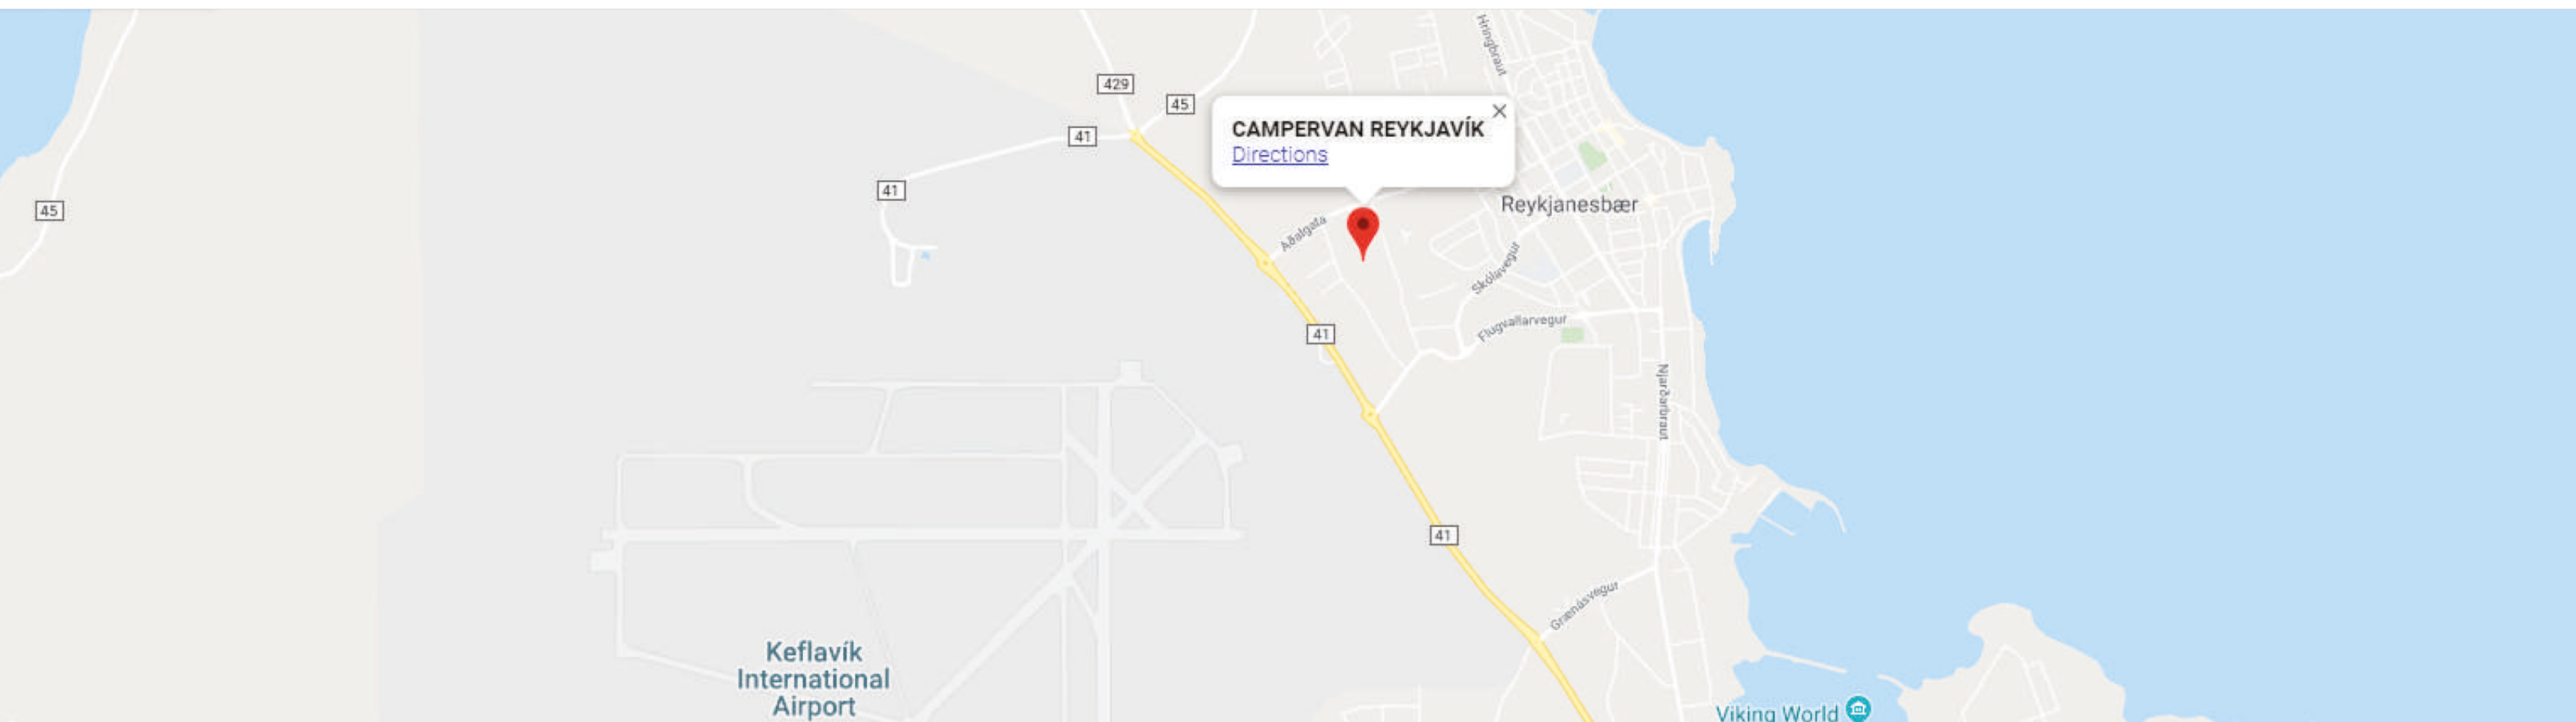 Hringbraut
429
45
41
CAMPERVAN REYKJAVÍK
Directions
41
45
Reykjanesbær
Aðalgata
Skólavegur
Flugvallarvegur
41
Njarðarbraut
41
Grænásvegur
Keflavík
International
Airport
Viking World